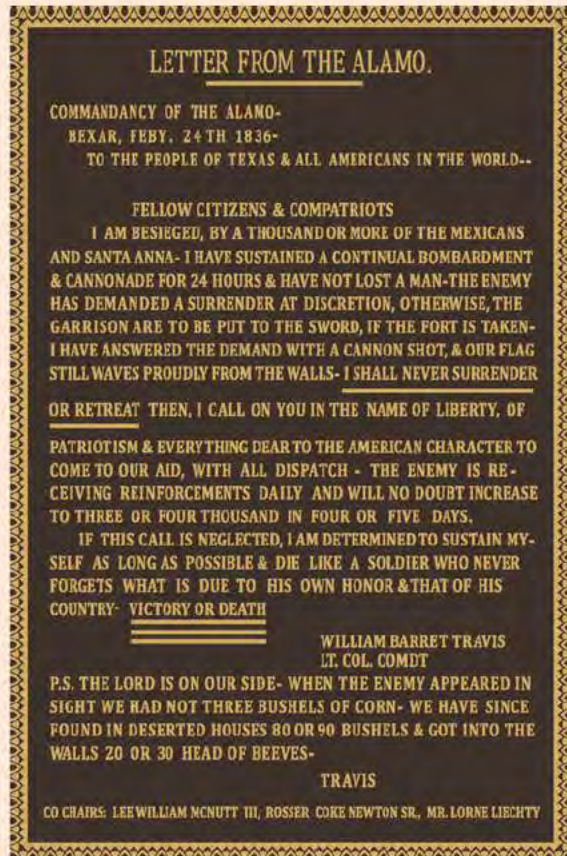 LETTER FROM THE ALAMO.
COMMANDANCY OF THE ALAMO-
BEXAR, FEBY. 24TH 1836-
TO THE PEOPLE OF TEXAS & ALL AMERICANS IN THE WORLD--
FELLOW CITIZENS & COMPATRIOTS
I AM BESIEGED, BY A THOUSAND OR MORE OF THE MEXICANS
AND SANTA ANNA- I HAVE SUSTAINED A CONTINUAL BOMBARDMENT
& CANNONADE FOR 24 HOURS & HAVE NOT LOST A MAN-THE ENEMY
HAS DEMANDED A SURRENDER AT DISCRETION, OTHERWISE, THE
GARRISON ARE TO BE PUT TO THE SWORD, IF THE FORT IS TAKEN-
I HAVE ANSWERED THE DEMAND WITH A CANNON SHOT, & OUR FLAG
STILL WAVES PROUDLY FROM THE WALLS- I SHALL NEVER SURRENDER
OR RETREAT THEN, I CALL ON YOU IN THE NAME OF LIBERTY, OF
PATRIOTISM & EVERYTHING DEAR TO THE AMERICAN CHARACTER TO
COME TO OUR AID, WITH ALL DISPATCH - THE ENEMY IS RE-
CEIVING REINFORCEMENTS DAILY AND WILL NO DOUBT INCREASE
TO THREE OR FOUR THOUSAND IN FOUR OR FIVE DAYS.
IF THIS CALL IS NEGLECTED, I AM DETERMINED TO SUSTAIN MY-
SELF AS LONG AS POSSIBLE & DIE LIKE A SOLDIER WHO NEVER
FORGETS WHAT IS DUE TO HIS OWN HONOR & THAT OF HIS
COUNTRY- VICTORY OR DEATH
WILLIAM BARRET TRAVIS
LT. COL. COMDT
P.S. THE LORD IS ON OUR SIDE- WHEN THE ENEMY APPEARED IN
SIGHT WE HAD NOT THREE BUSHELS OF CORN- WE HAVE SINCE
FOUND IN DESERTED HOUSES 80 OR 90 BUSHELS & GOT INTO THE
WALLS 20 OR 30 HEAD OF BEEVES-
TRAVIS
CO CHAIRS: LEE WILLIAM MCNUTT III, ROSSER COKE NEWTON SR., MR. LORNE LIECHTY